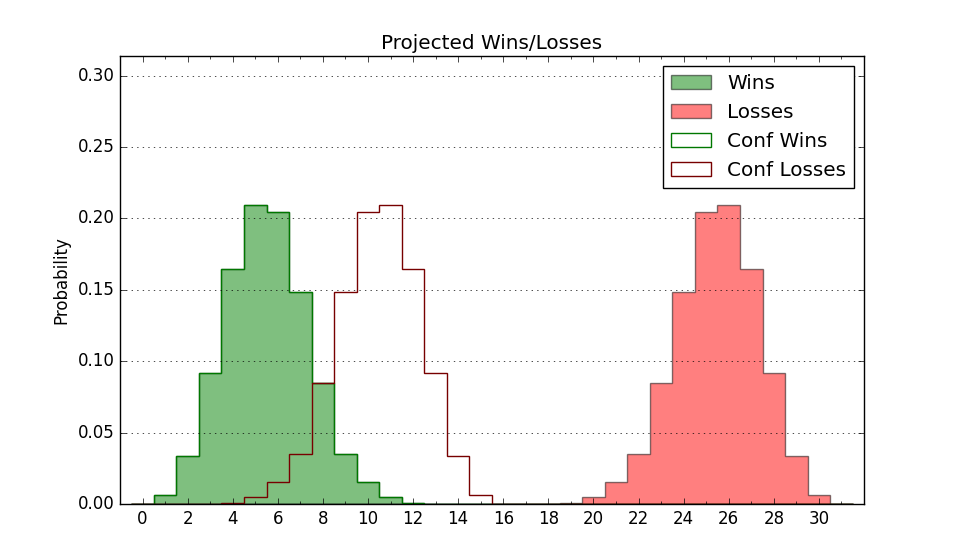 Projected Wins/Losses
Wins
Losses
Conf Wins
Conf Losses
Probability
0.30
0.25
0.20
0.15
0.10
0.05
0.00
0 2 4 6 8 10 12 14 16 18 20 22 24 26 28 30